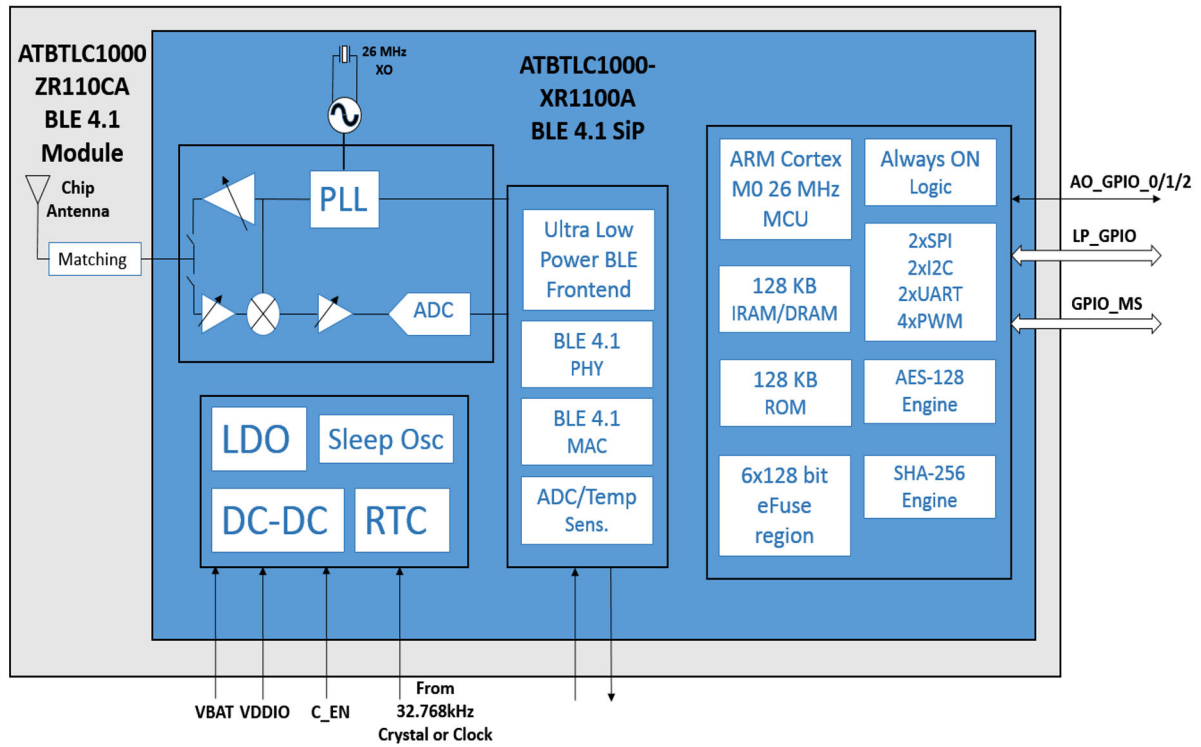 ATBTLC1000
ZR110CA
BLE 4.1
Module
Chip
Antenna
Matching
26 MHz
XO
ATBTLC1000-
XR1100A
BLE 4.1 SiP
PLL
ADC
LDO
Sleep Osc
DC-DC
RTC
Ultra Low
Power BLE
Frontend
BLE 4.1
PHY
BLE 4.1
MAC
ADC/Temp
Sens.
ARM Cortex
M0 26 MHz
MCU
128 KB
IRAM/DRAM
128 KB
ROM
6x128 bit
eFuse
region
Always ON
Logic
2xSPI
2xI2C
2xUART
4xPWM
AES-128
Engine
SHA-256
Engine
AO_GPIO_0/1/2
LP_GPIO
GPIO_MS
VBAT
VDDIO
C_EN
From
32.768kHz
Crystal or Clock